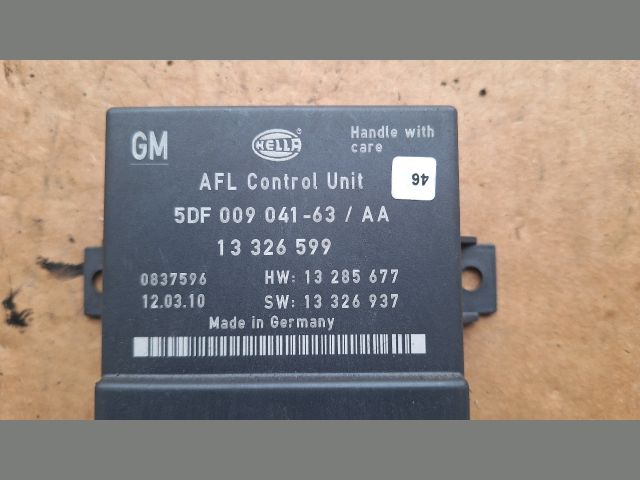 GM
HELLA ®
Handle with
care
AFL Control Unit
46
5DF 009 041-63 / AA
13 326 599
0837596 HW: 13 285 677
12.03.10 SW: 13 326 937
Made in Germany